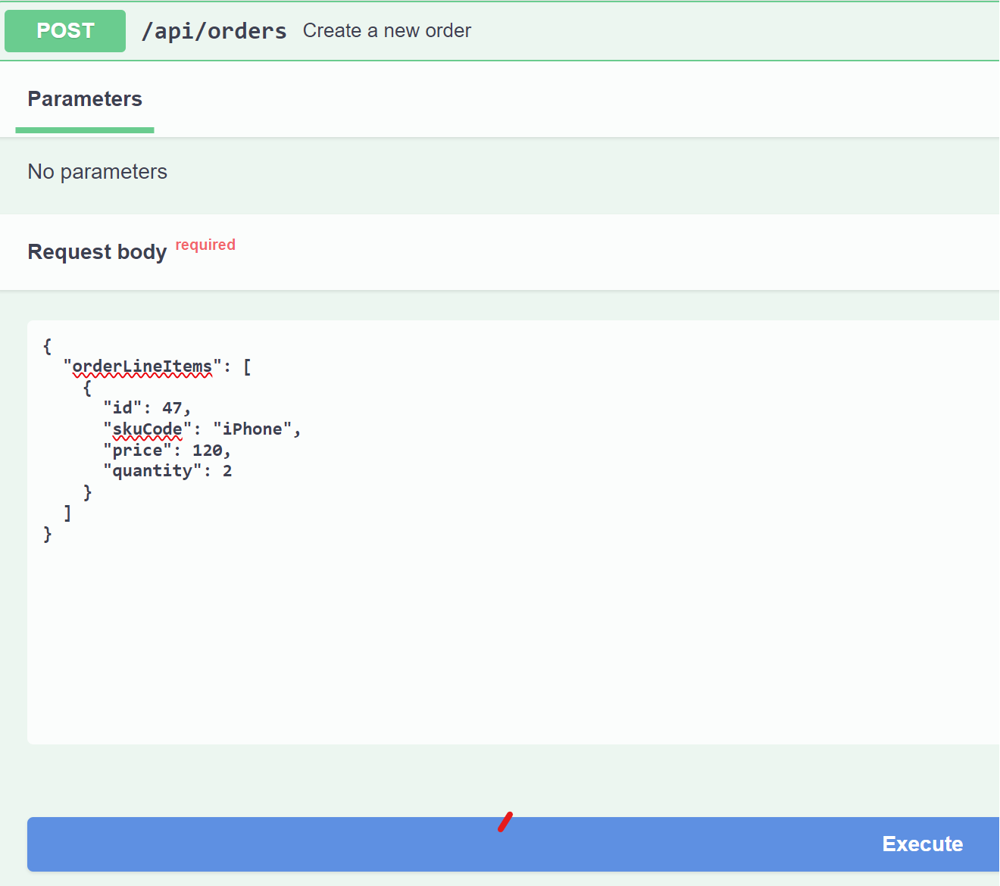 POST /api/orders Create a new order
Parameters
No parameters
Request body required
{
  "orderLineItems": [
    {
      "id": 47,
      "skuCode": "iPhone",
      "price": 120,
      "quantity": 2
    }
  ]
}
Execute